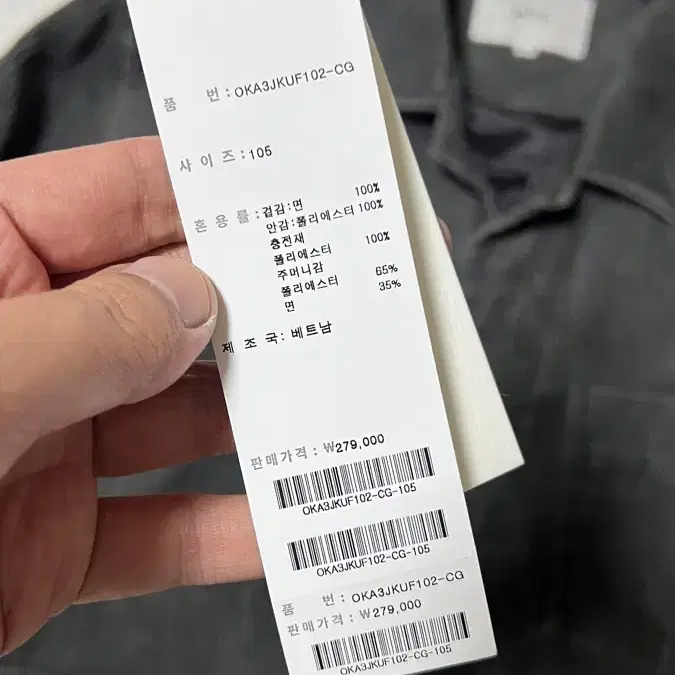 품 번 : OKA3JKUF102-CG
사이즈 : 105
혼용률 : 겉감:면 100%
안감:폴리에스터 100%
충전재
폴리에스터 100%
주머니감
폴리에스터 65%
면 35%
제조국: 베트남
판매가격 : ₩279,000
OKA3JKUF102-CG-105
OKA3JKUF102-CG-105
품 번 : OKA3JKUF102-CG
판매가격 : ₩279,000
OKA3JKUF102-CG-105